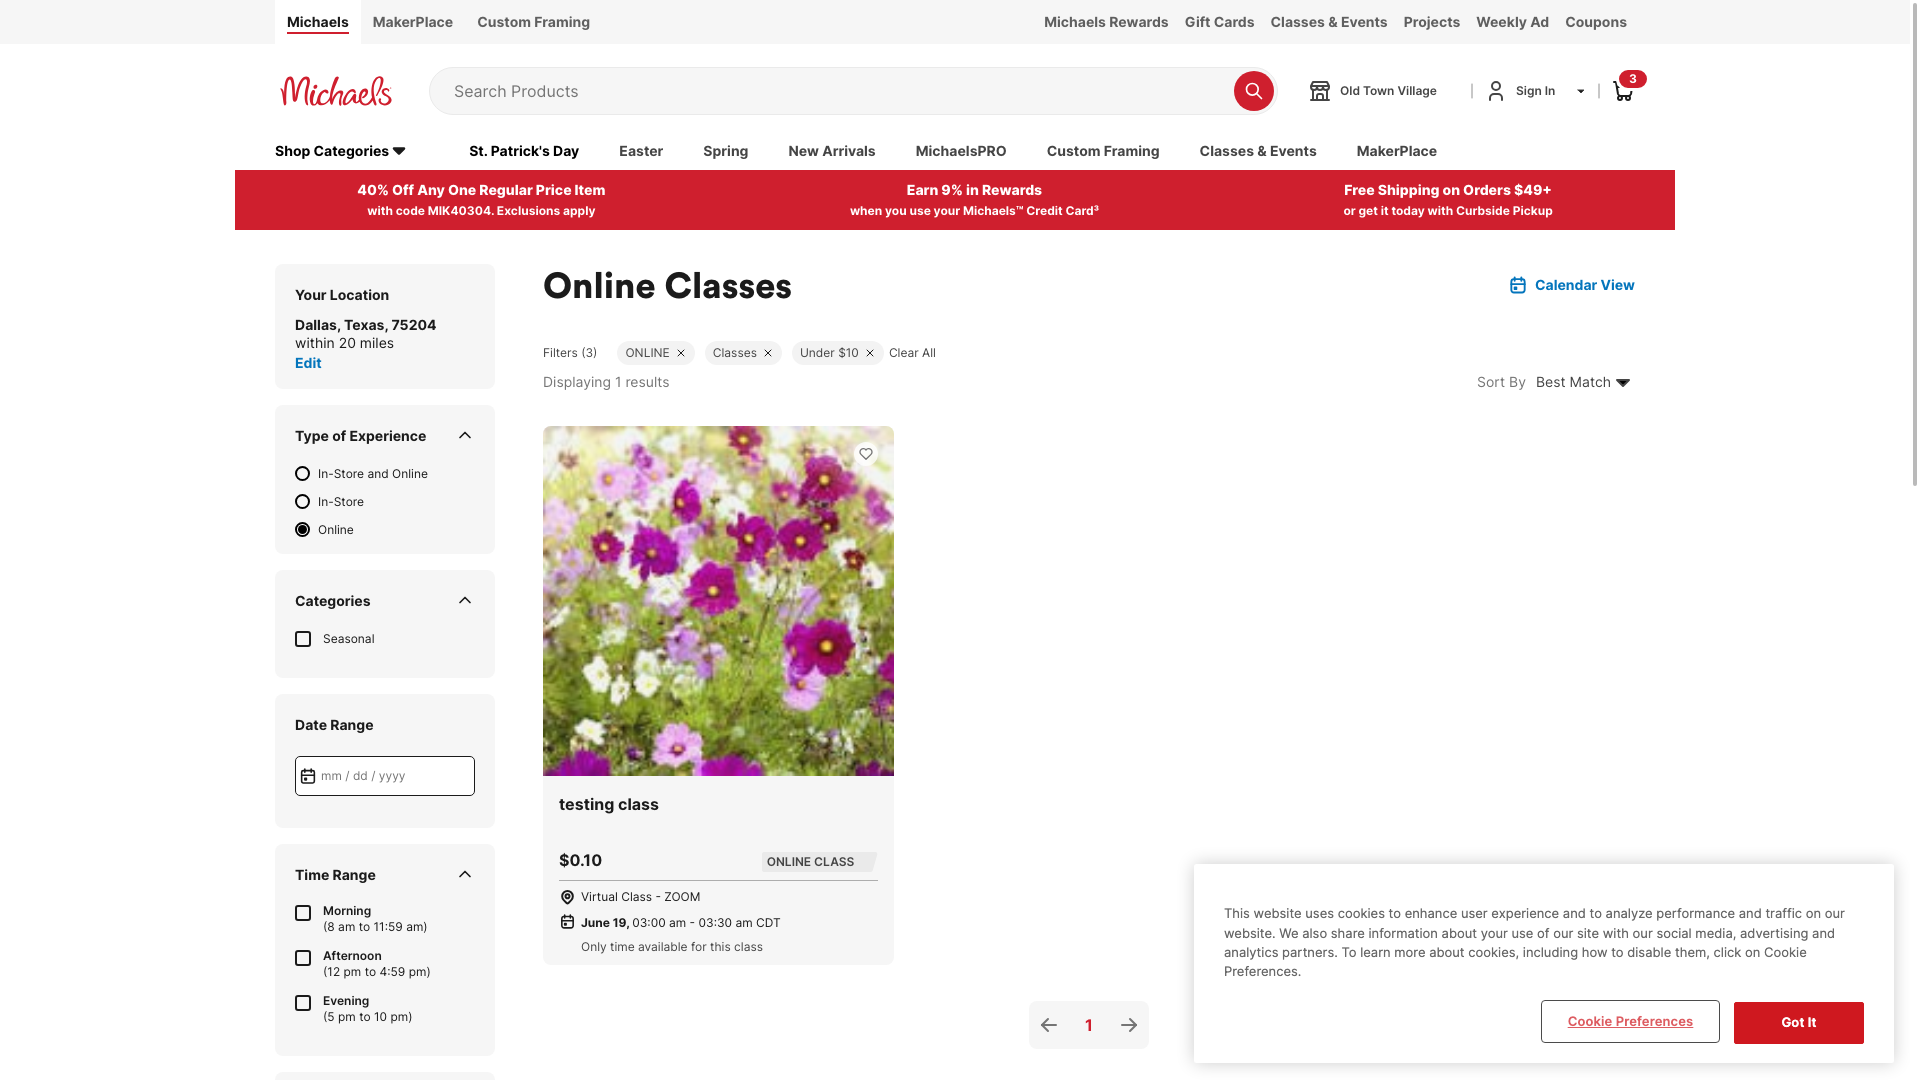 Michaels
MakerPlace
Custom Framing
Michaels Rewards
Gift Cards
Classes & Events
Projects
Weekly Ad
Coupons
Michaels
Search Products
Old Town Village
Sign In
3
Shop Categories
St. Patrick's Day
Easter
Spring
New Arrivals
MichaelsPRO
Custom Framing
Classes & Events
MakerPlace
40% Off Any One Regular Price Item
with code MIK40304. Exclusions apply
Earn 9% in Rewards
when you use your Michaels™ Credit Card³
Free Shipping on Orders $49+
or get it today with Curbside Pickup
Your Location
Dallas, Texas, 75204
within 20 miles
Edit
Type of Experience
In-Store and Online
In-Store
Online
Categories
Seasonal
Date Range
mm / dd / yyyy
Time Range
Morning
(8 am to 11:59 am)
Afternoon
(12 pm to 4:59 pm)
Evening
(5 pm to 10 pm)
Online Classes
Calendar View
Filters (3)
ONLINE
Classes
Under $10
Clear All
Displaying 1 results
Sort By
Best Match
testing class
$0.10
ONLINE CLASS
Virtual Class - ZOOM
June 19, 03:00 am - 03:30 am CDT
Only time available for this class
1
This website uses cookies to enhance user experience and to analyze performance and traffic on our
website. We also share information about your use of our site with our social media, advertising and
analytics partners. To learn more about cookies, including how to disable them, click on Cookie
Preferences.
Cookie Preferences
Got It